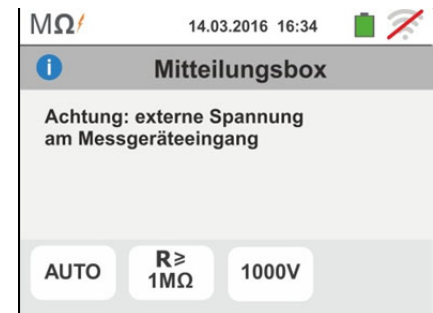 MΩ 14.03.2016 16:34
Mitteilungsbox
Achtung: externe Spannung
am Messgeräteeingang
AUTO R≥ 1MΩ 1000V